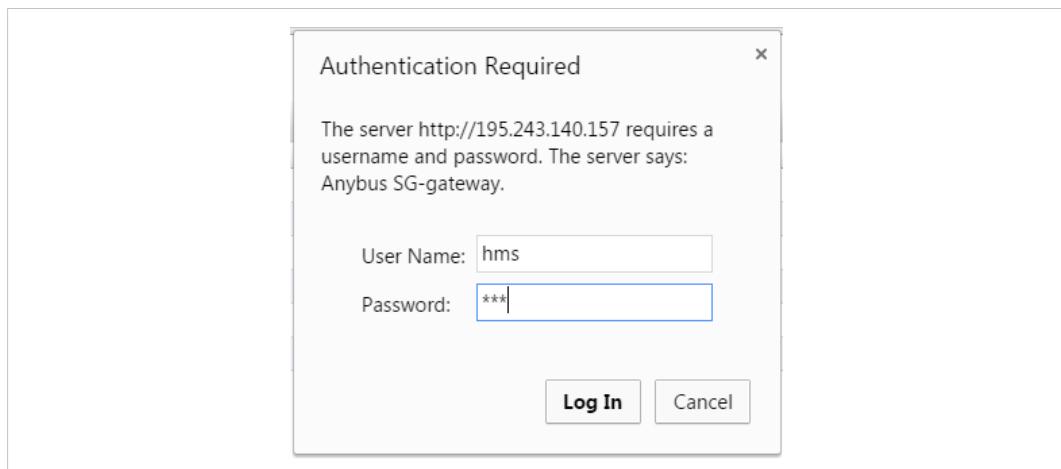 Authentication Required
×
The server http://195.243.140.157 requires a
username and password. The server says:
Anybus SG-gateway.
User Name: hms
Password: ***
Log In Cancel